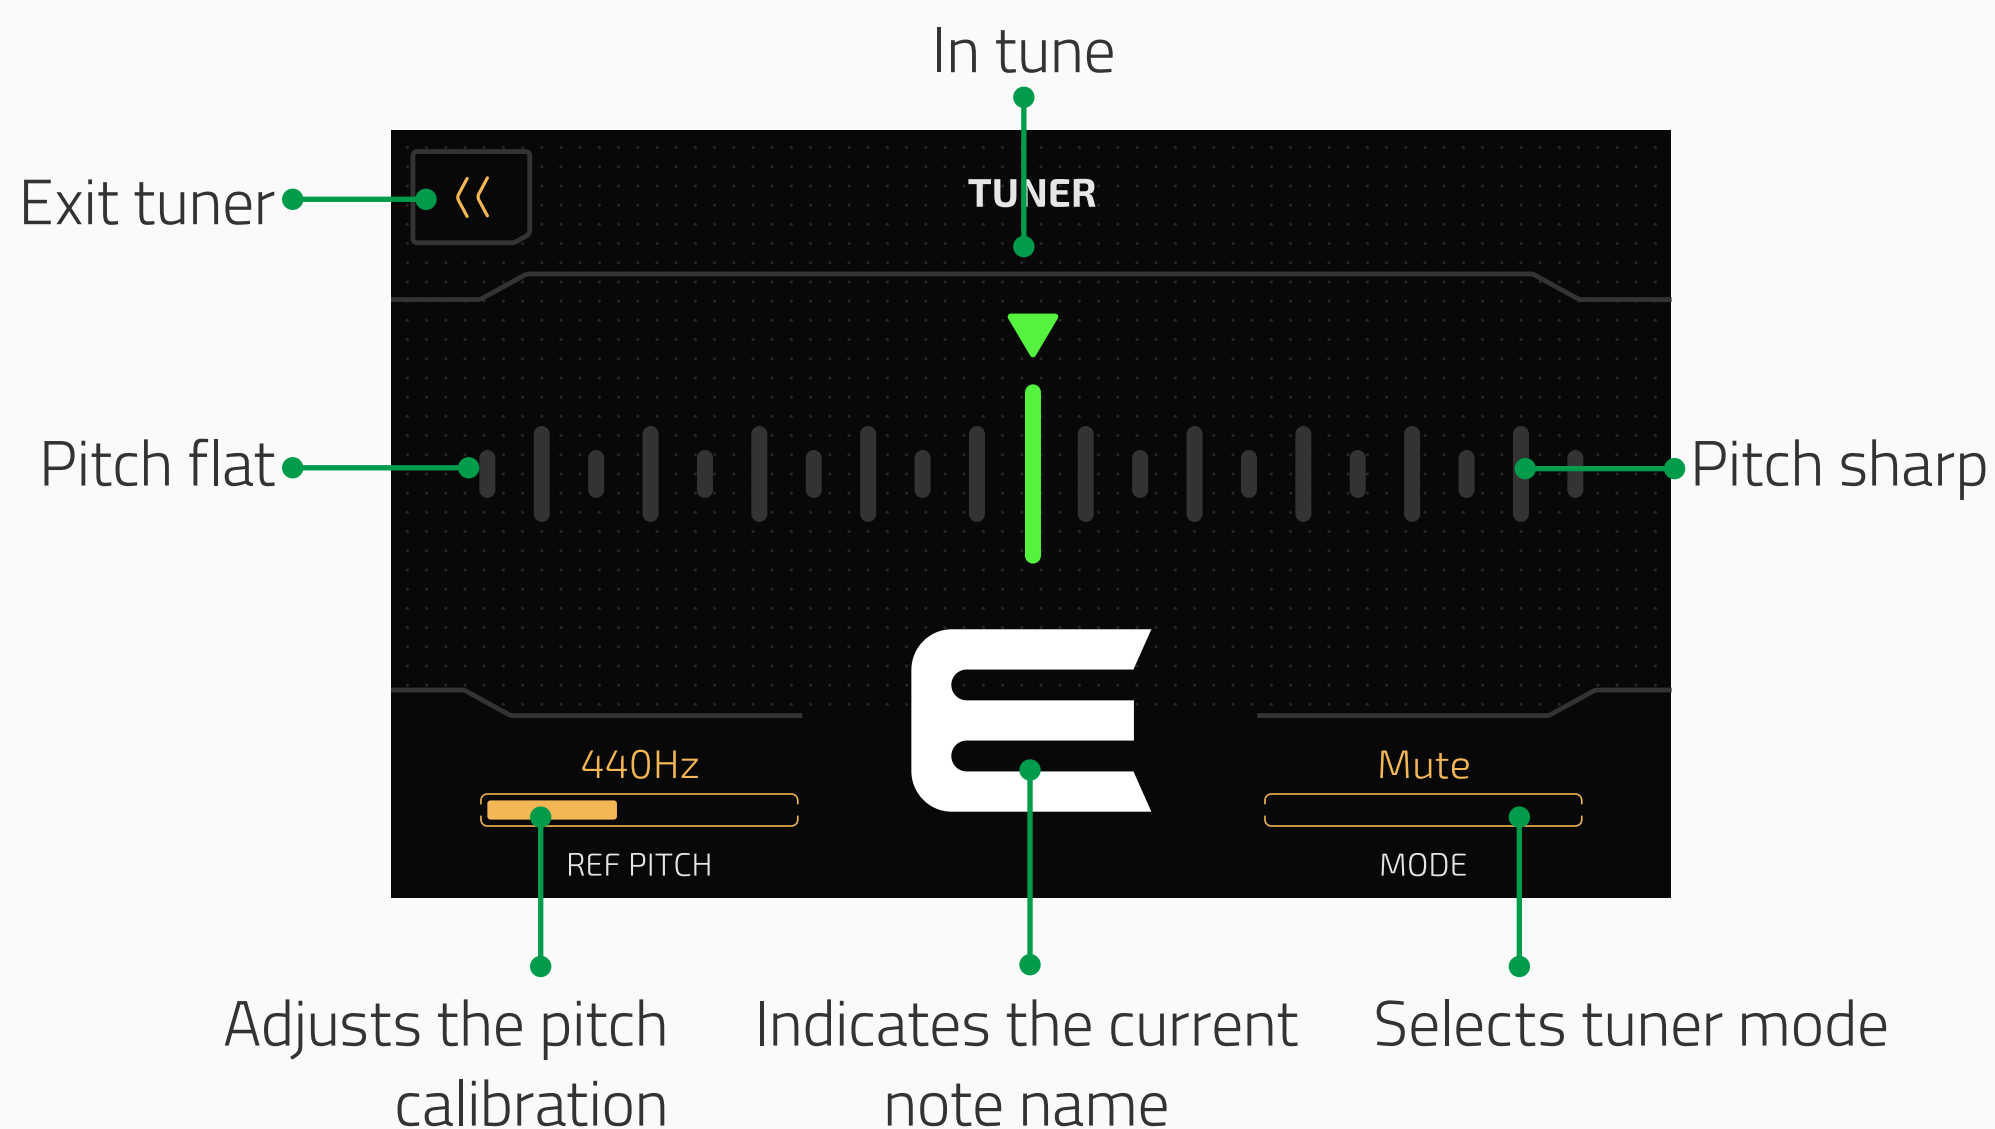 In tune
Exit tuner
TUNER
Pitch flat
Pitch sharp
E
440Hz
Mute
REF PITCH
MODE
Adjusts the pitch
calibration
Indicates the current
note name
Selects tuner mode